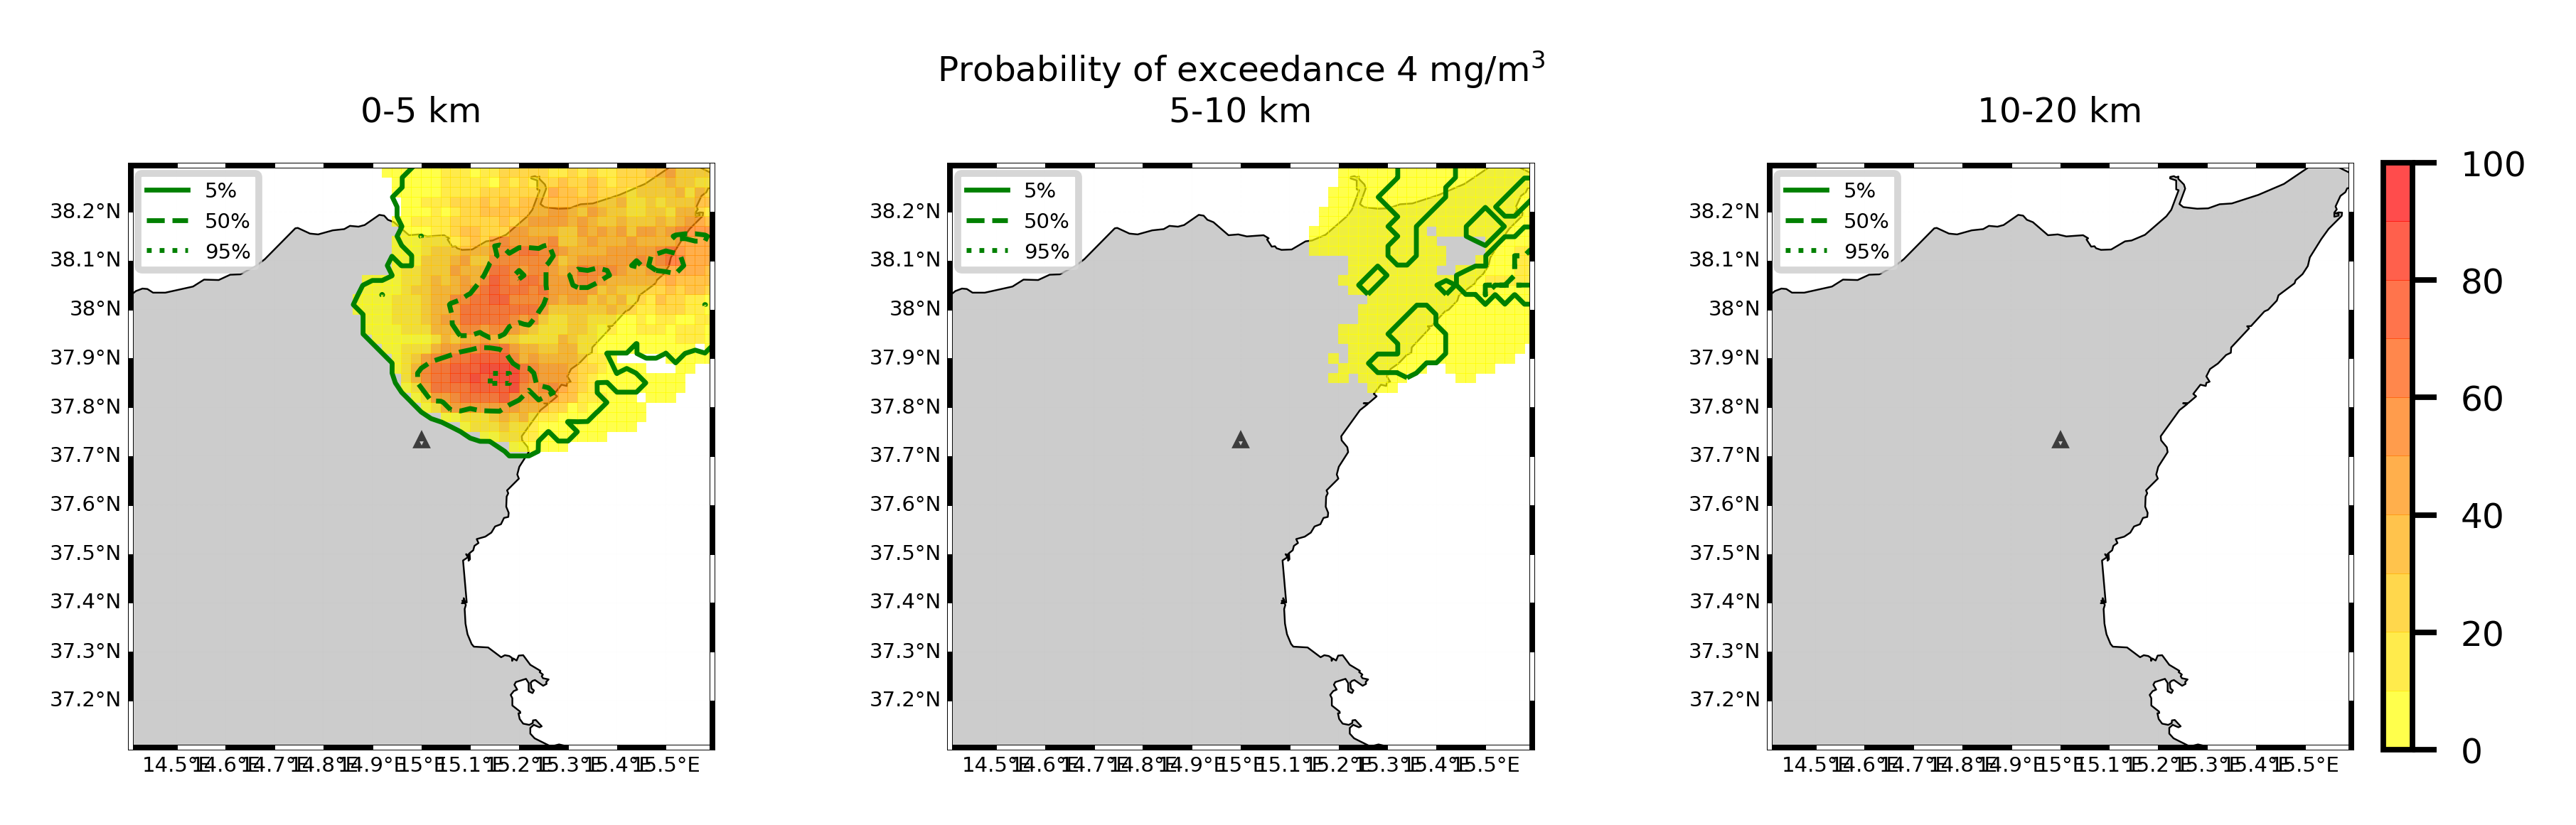 Probability of exceedance 4 mg/m³
0-5 km
5%
50%
95%
38.2°N
38.1°N
38°N
37.9°N
37.8°N
37.7°N
37.6°N
37.5°N
37.4°N
37.3°N
37.2°N
14.5°E 14.6°E 14.7°E 14.8°E 14.9°E 15°E 15.1°E 15.2°E 15.3°E 15.4°E 15.5°E
5-10 km
5%
50%
95%
38.2°N
38.1°N
38°N
37.9°N
37.8°N
37.7°N
37.6°N
37.5°N
37.4°N
37.3°N
37.2°N
14.5°E 14.6°E 14.7°E 14.8°E 14.9°E 15°E 15.1°E 15.2°E 15.3°E 15.4°E 15.5°E
10-20 km
5%
50%
95%
38.2°N
38.1°N
38°N
37.9°N
37.8°N
37.7°N
37.6°N
37.5°N
37.4°N
37.3°N
37.2°N
14.5°E 14.6°E 14.7°E 14.8°E 14.9°E 15°E 15.1°E 15.2°E 15.3°E 15.4°E 15.5°E
100
80
60
40
20
0